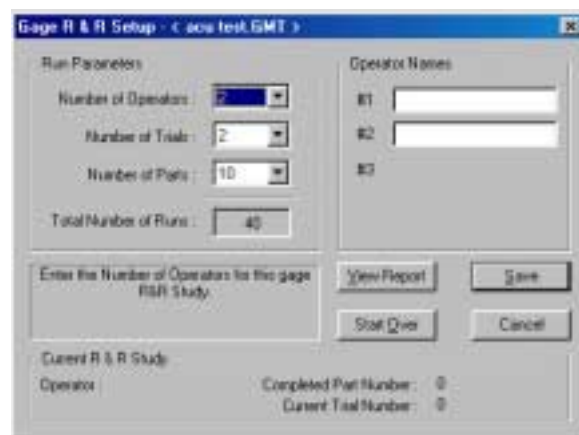 Gage R & R Setup - < acu test.GMT >
Run Parameters
Number of Operators : 2
Number of Trials : 2
Number of Parts : 10
Total Number of Runs : 40
Operator Names
#1
#2
#3
Enter the Number of Operators for this gage
R&R Study.
View Report
Save
Start Over
Cancel
Current R & R Study
Operator :
Completed Part Number : 0
Current Trial Number : 0